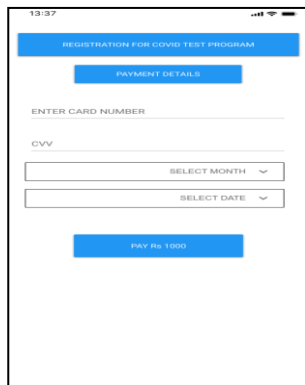 13:37
REGISTRATION FOR COVID TEST PROGRAM
PAYMENT DETAILS
ENTER CARD NUMBER
CVV
SELECT MONTH
SELECT DATE
PAY Rs 1000